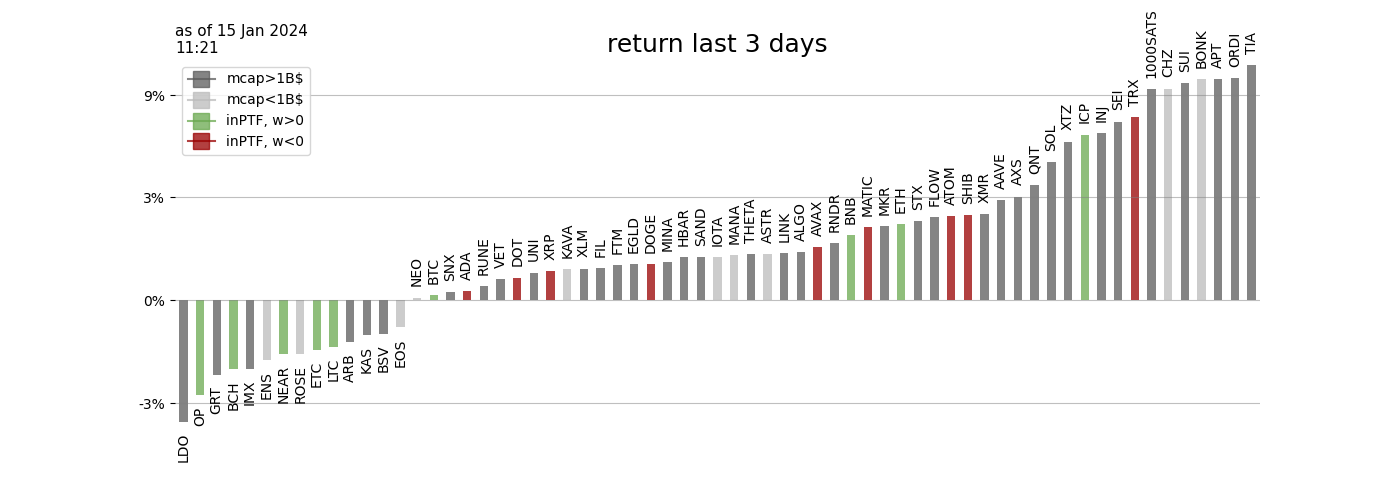 as of 15 Jan 2024
11:21
return last 3 days
mcap>1B$
mcap<1B$
inPTF, w>0
inPTF, w<0
9%
3%
0%
-3%
LDO
OP
GRT
BCH
IMX
ENS
NEAR
ROSE
ETC
LTC
ARB
KAS
BSV
EOS
NEO
BTC
SNX
ADA
RUNE
VET
DOT
UNI
XRP
KAVA
XLM
FIL
FTM
EGLD
DOGE
MINA
HBAR
SAND
IOTA
MANA
THETA
ASTR
LINK
ALGO
AVAX
RNDR
BNB
MATIC
MKR
ETH
STX
FLOW
ATOM
SHIB
XMR
AAVE
AXS
QNT
SOL
XTZ
ICP
INJ
SEI
TRX
1000SATS
CHZ
SUI
BONK
APT
ORDI
TIA